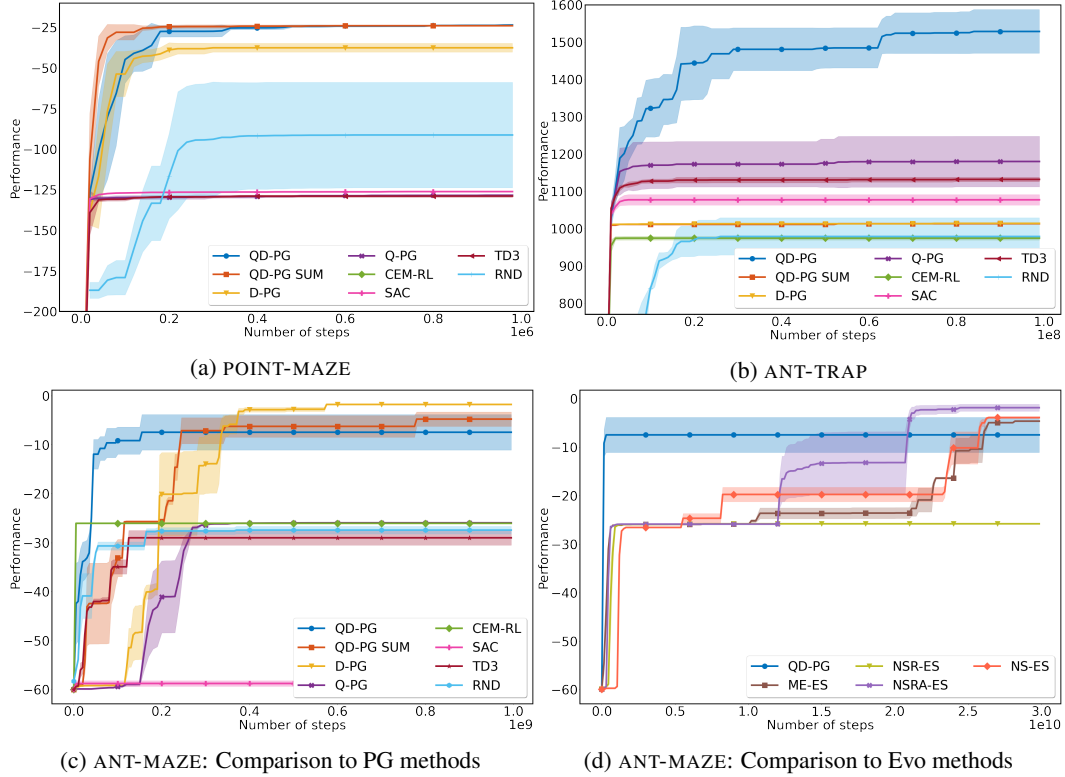 −25
−50
−75
−100
−125
−150
−175
−200
Performance
0.0
0.2
0.4
0.6
0.8
1.0
1e6
Number of steps
QD-PG
QD-PG SUM
D-PG
Q-PG
CEM-RL
SAC
TD3
RND
(a) POINT-MAZE
1600
1500
1400
1300
1200
1100
1000
900
800
Performance
0.0
0.2
0.4
0.6
0.8
1.0
1e8
Number of steps
QD-PG
QD-PG SUM
D-PG
Q-PG
CEM-RL
SAC
TD3
RND
(b) ANT-TRAP
0
−10
−20
−30
−40
−50
−60
Performance
0.0
0.2
0.4
0.6
0.8
1.0
1e9
Number of steps
QD-PG
QD-PG SUM
D-PG
Q-PG
CEM-RL
SAC
TD3
RND
(c) ANT-MAZE: Comparison to PG methods
0
−10
−20
−30
−40
−50
−60
Performance
0.0
0.5
1.0
1.5
2.0
2.5
3.0
1e10
Number of steps
QD-PG
ME-ES
NSR-ES
NSRA-ES
NS-ES
(d) ANT-MAZE: Comparison to Evo methods